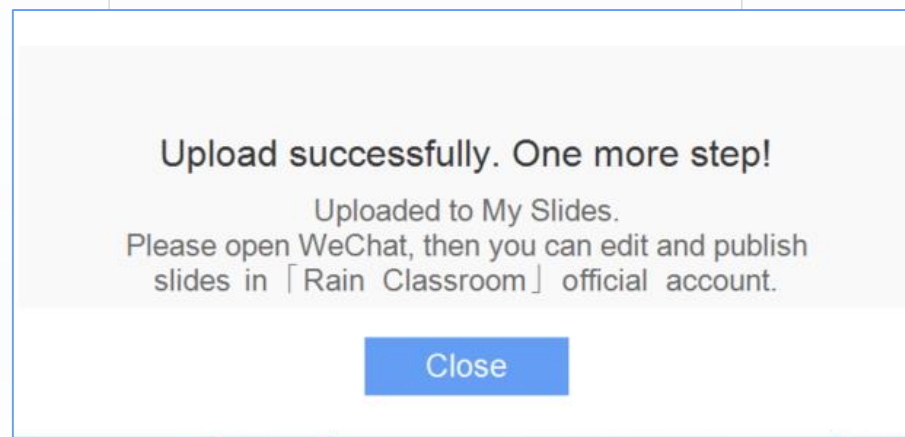 Upload successfully. One more step!
Uploaded to My Slides.
Please open WeChat, then you can edit and publish
slides in「Rain Classroom」official account.
Close